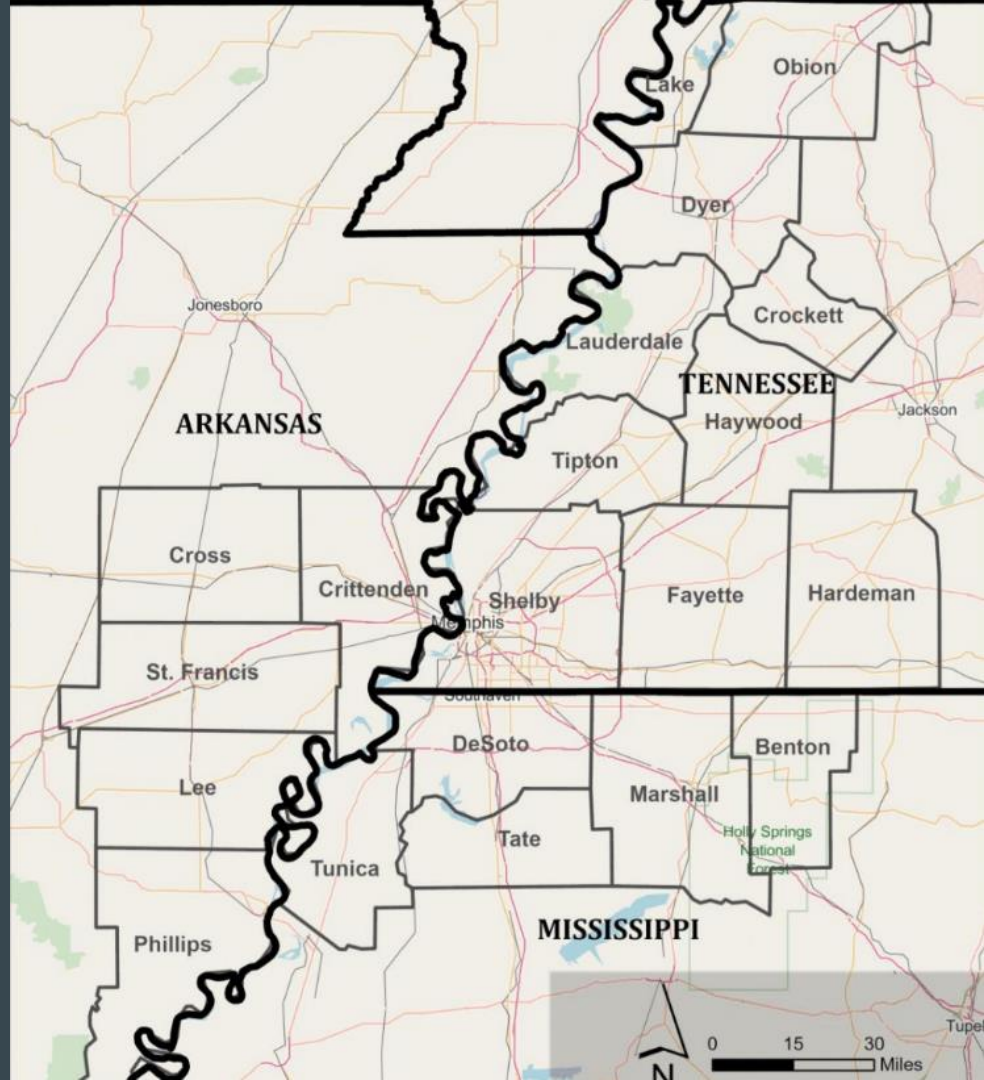 Obion
Lake
Dyer
Jonesboro
Crockett
Lauderdale
TENNESSEE
Jackson
ARKANSAS
Haywood
Tipton
Cross
Crittenden
Shelby
Fayette
Hardeman
Memphis
St. Francis
Southaven
DeSoto
Benton
Lee
Marshall
Holly Springs
National
Forest
Tate
Tunica
MISSISSIPPI
Phillips
Tupel
0 15 30
Miles
N